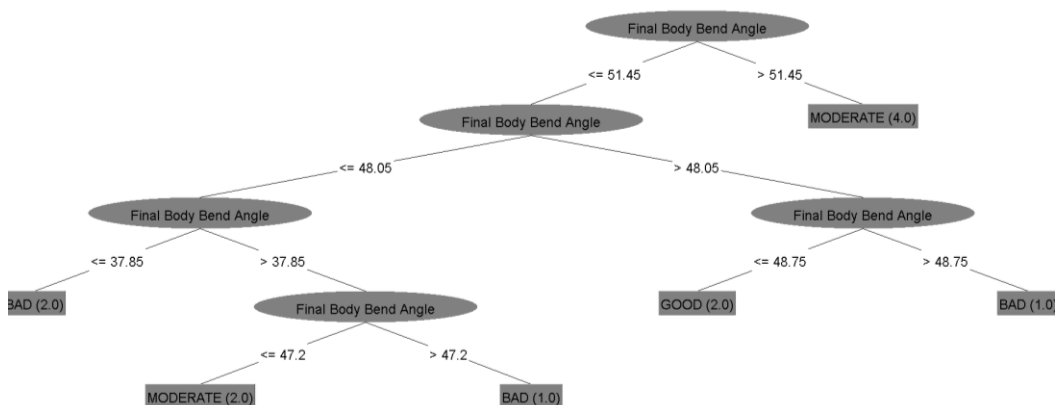 Final Body Bend Angle
<= 51.45
> 51.45
Final Body Bend Angle
MODERATE (4.0)
<= 48.05
> 48.05
Final Body Bend Angle
Final Body Bend Angle
<= 37.85
> 37.85
<= 48.75
> 48.75
BAD (2.0)
Final Body Bend Angle
GOOD (2.0)
BAD (1.0)
<= 47.2
> 47.2
MODERATE (2.0)
BAD (1.0)